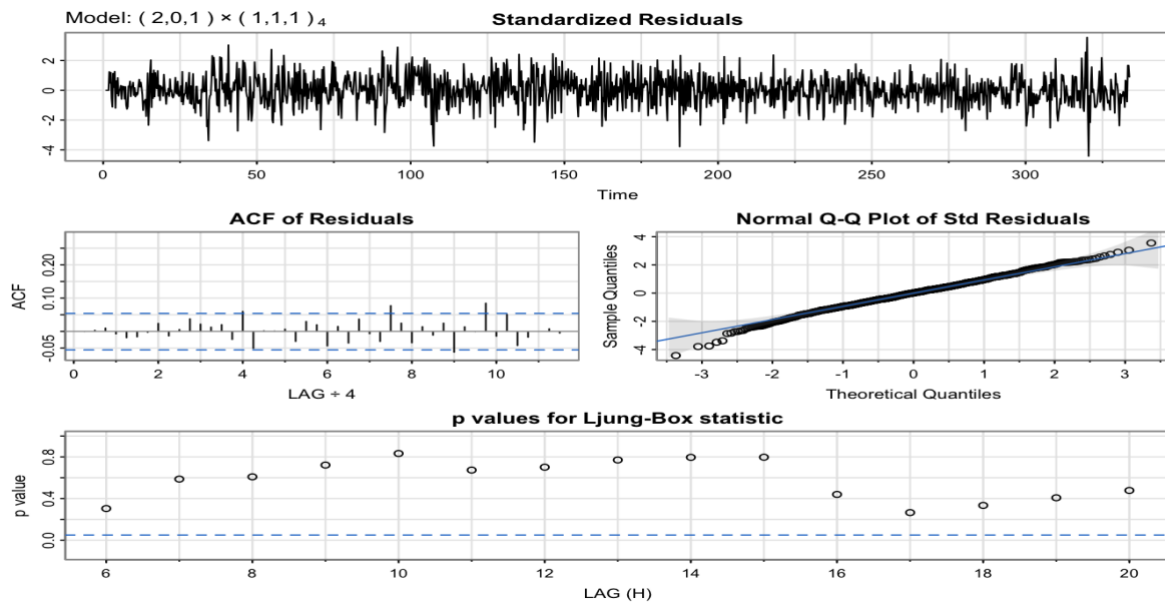 Model: ( 2,0,1 ) × ( 1,1,1 ) 4
Standardized Residuals
2
0
-2
-4
0 50 100 150 200 250 300
Time
ACF of Residuals
ACF
0.20
0.10
-0.05
0 2 4 6 8 10
LAG ÷ 4
Normal Q-Q Plot of Std Residuals
Sample Quantiles
4
2
0
-2
-4
-3 -2 -1 0 1 2 3
Theoretical Quantiles
p values for Ljung-Box statistic
p value
0.8
0.4
0.0
6 8 10 12 14 16 18 20
LAG (H)